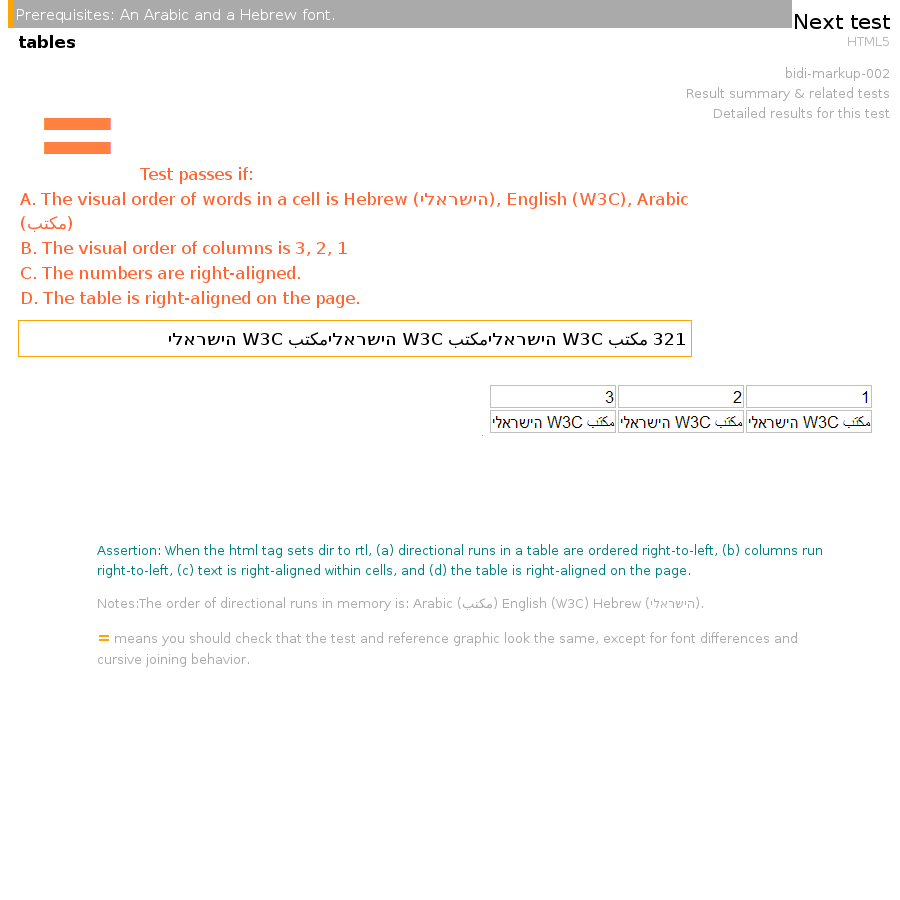 Prerequisites: An Arabic and a Hebrew font.
Next test
tables
HTML5
bidi-markup-002
Result summary & related tests
Detailed results for this test
=
Test passes if:
A. The visual order of words in a cell is Hebrew (הישראלי), English (W3C), Arabic
(مكتب)
B. The visual order of columns is 3, 2, 1
C. The numbers are right-aligned.
D. The table is right-aligned on the page.
321 مكتب W3C הישראליمكتب W3C הישראליمكتب W3C הישראלי
1 2 3
مكتب W3C הישראלי مكتب W3C הישראלי مكتب W3C הישראלי
Assertion: When the html tag sets dir to rtl, (a) directional runs in a table are ordered right-to-left, (b) columns run
right-to-left, (c) text is right-aligned within cells, and (d) the table is right-aligned on the page.
Notes:The order of directional runs in memory is: Arabic (مكتب) English (W3C) Hebrew (הישראלי).
= means you should check that the test and reference graphic look the same, except for font differences and
cursive joining behavior.